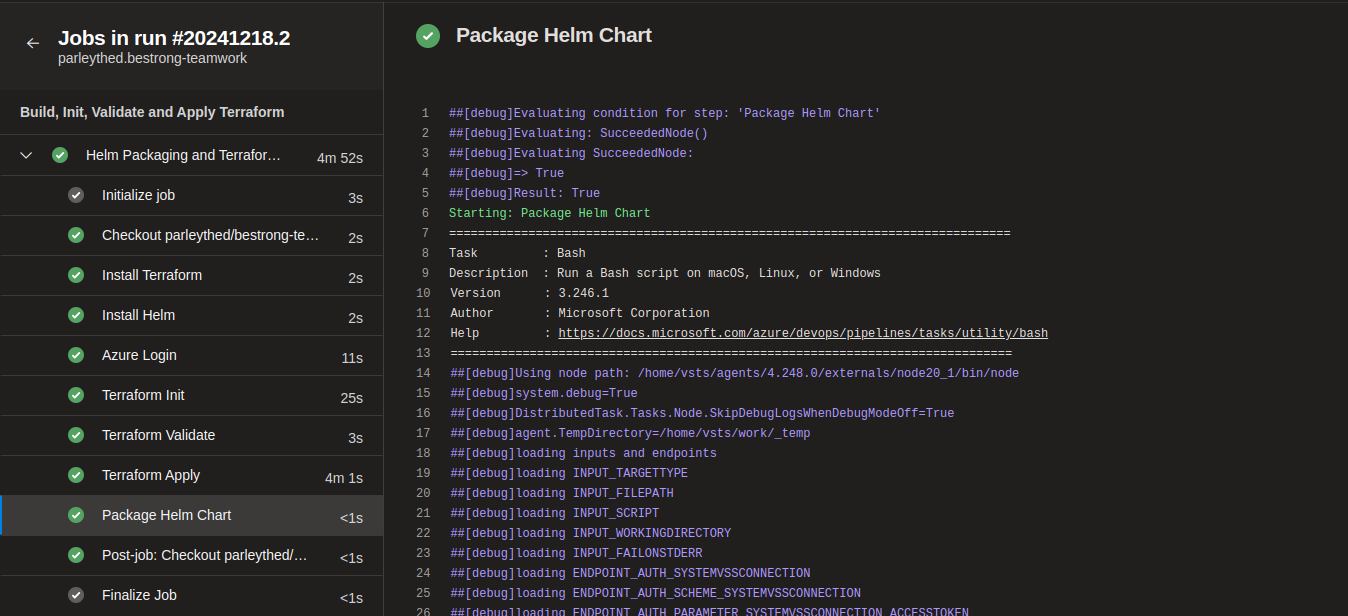 Jobs in run #20241218.2
parleythed.bestrong-teamwork
Build, Init, Validate and Apply Terraform
Helm Packaging and Terrafor… 4m 52s
Initialize job 3s
Checkout parleythed/bestrong-te… 2s
Install Terraform 2s
Install Helm 2s
Azure Login 11s
Terraform Init 25s
Terraform Validate 3s
Terraform Apply 4m 1s
Package Helm Chart <1s
Post-job: Checkout parleythed/… <1s
Finalize Job <1s
Package Helm Chart
1 ##[debug]Evaluating condition for step: 'Package Helm Chart'
2 ##[debug]Evaluating: SucceededNode()
3 ##[debug]Evaluating SucceededNode:
4 ##[debug]=> True
5 ##[debug]Result: True
6 Starting: Package Helm Chart
7 ==============================================================================
8 Task : Bash
9 Description : Run a Bash script on macOS, Linux, or Windows
10 Version : 3.246.1
11 Author : Microsoft Corporation
12 Help : https://docs.microsoft.com/azure/devops/pipelines/tasks/utility/bash
13 ==============================================================================
14 ##[debug]Using node path: /home/vsts/agents/4.248.0/externals/node20_1/bin/node
15 ##[debug]system.debug=True
16 ##[debug]DistributedTask.Tasks.Node.SkipDebugLogsWhenDebugModeOff=True
17 ##[debug]agent.TempDirectory=/home/vsts/work/_temp
18 ##[debug]loading inputs and endpoints
19 ##[debug]loading INPUT_TARGETTYPE
20 ##[debug]loading INPUT_FILEPATH
21 ##[debug]loading INPUT_SCRIPT
22 ##[debug]loading INPUT_WORKINGDIRECTORY
23 ##[debug]loading INPUT_FAILONSTDERR
24 ##[debug]loading ENDPOINT_AUTH_SYSTEMVSSCONNECTION
25 ##[debug]loading ENDPOINT_AUTH_SCHEME_SYSTEMVSSCONNECTION
26 ##[debug]loading ENDPOINT_AUTH_PARAMETER_SYSTEMVSSCONNECTION_ACCESSTOKEN